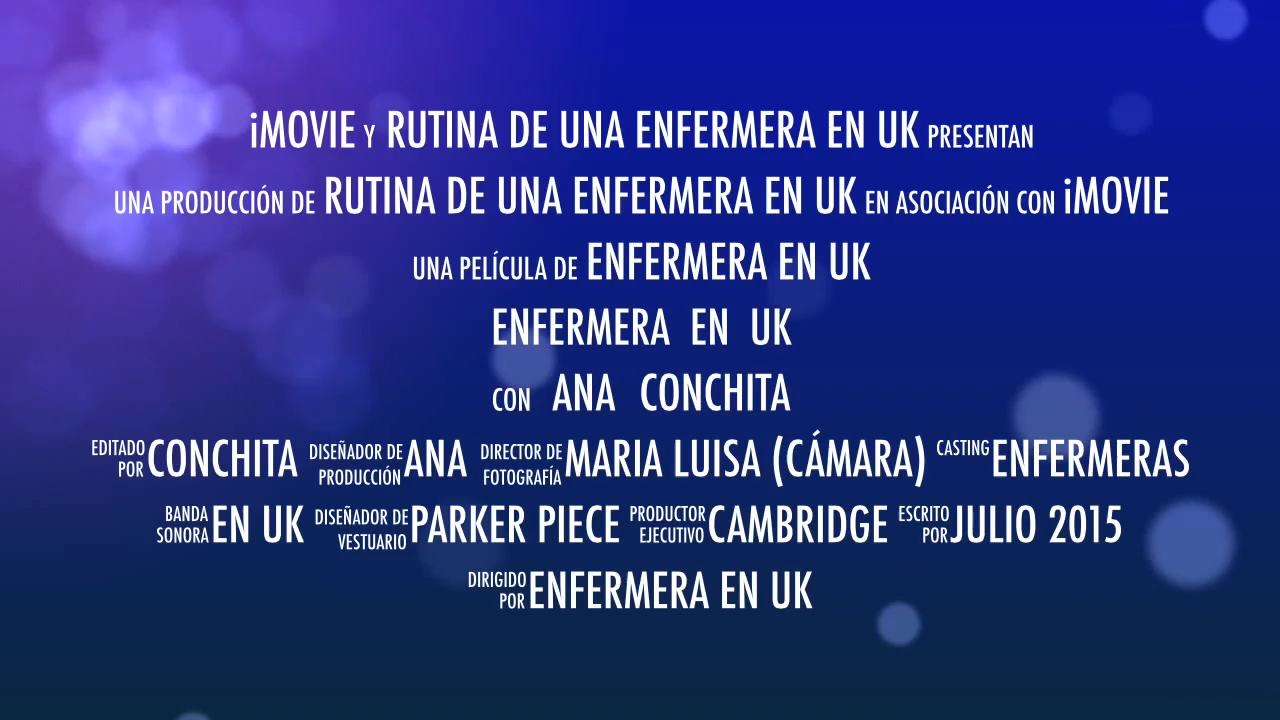 iMOVIE Y RUTINA DE UNA ENFERMERA EN UK PRESENTAN
UNA PRODUCCIÓN DE RUTINA DE UNA ENFERMERA EN UK EN ASOCIACIÓN CON iMOVIE
UNA PELÍCULA DE ENFERMERA EN UK
ENFERMERA EN UK
CON ANA CONCHITA
EDITADO POR CONCHITA DISEÑADOR DE PRODUCCIÓN ANA DIRECTOR DE FOTOGRAFÍA MARIA LUISA (CÁMARA) CASTING ENFERMERAS
BANDA SONORA EN UK DISEÑADOR DE VESTUARIO PARKER PIECE PRODUCTOR EJECUTIVO CAMBRIDGE ESCRITO POR JULIO 2015
DIRIGIDO POR ENFERMERA EN UK